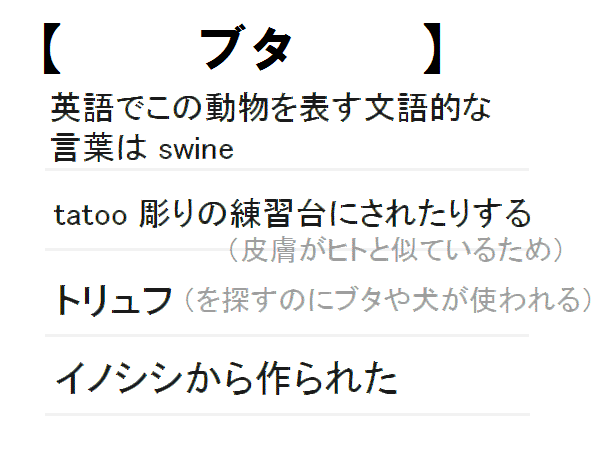 【 ブタ 】
英語でこの動物を表す文語的な
言葉は swine
tatoo 彫りの練習台にされたりする
（皮膚がヒトと似ているため）
トリュフ（を探すのにブタや犬が使われる）
イノシシから作られた